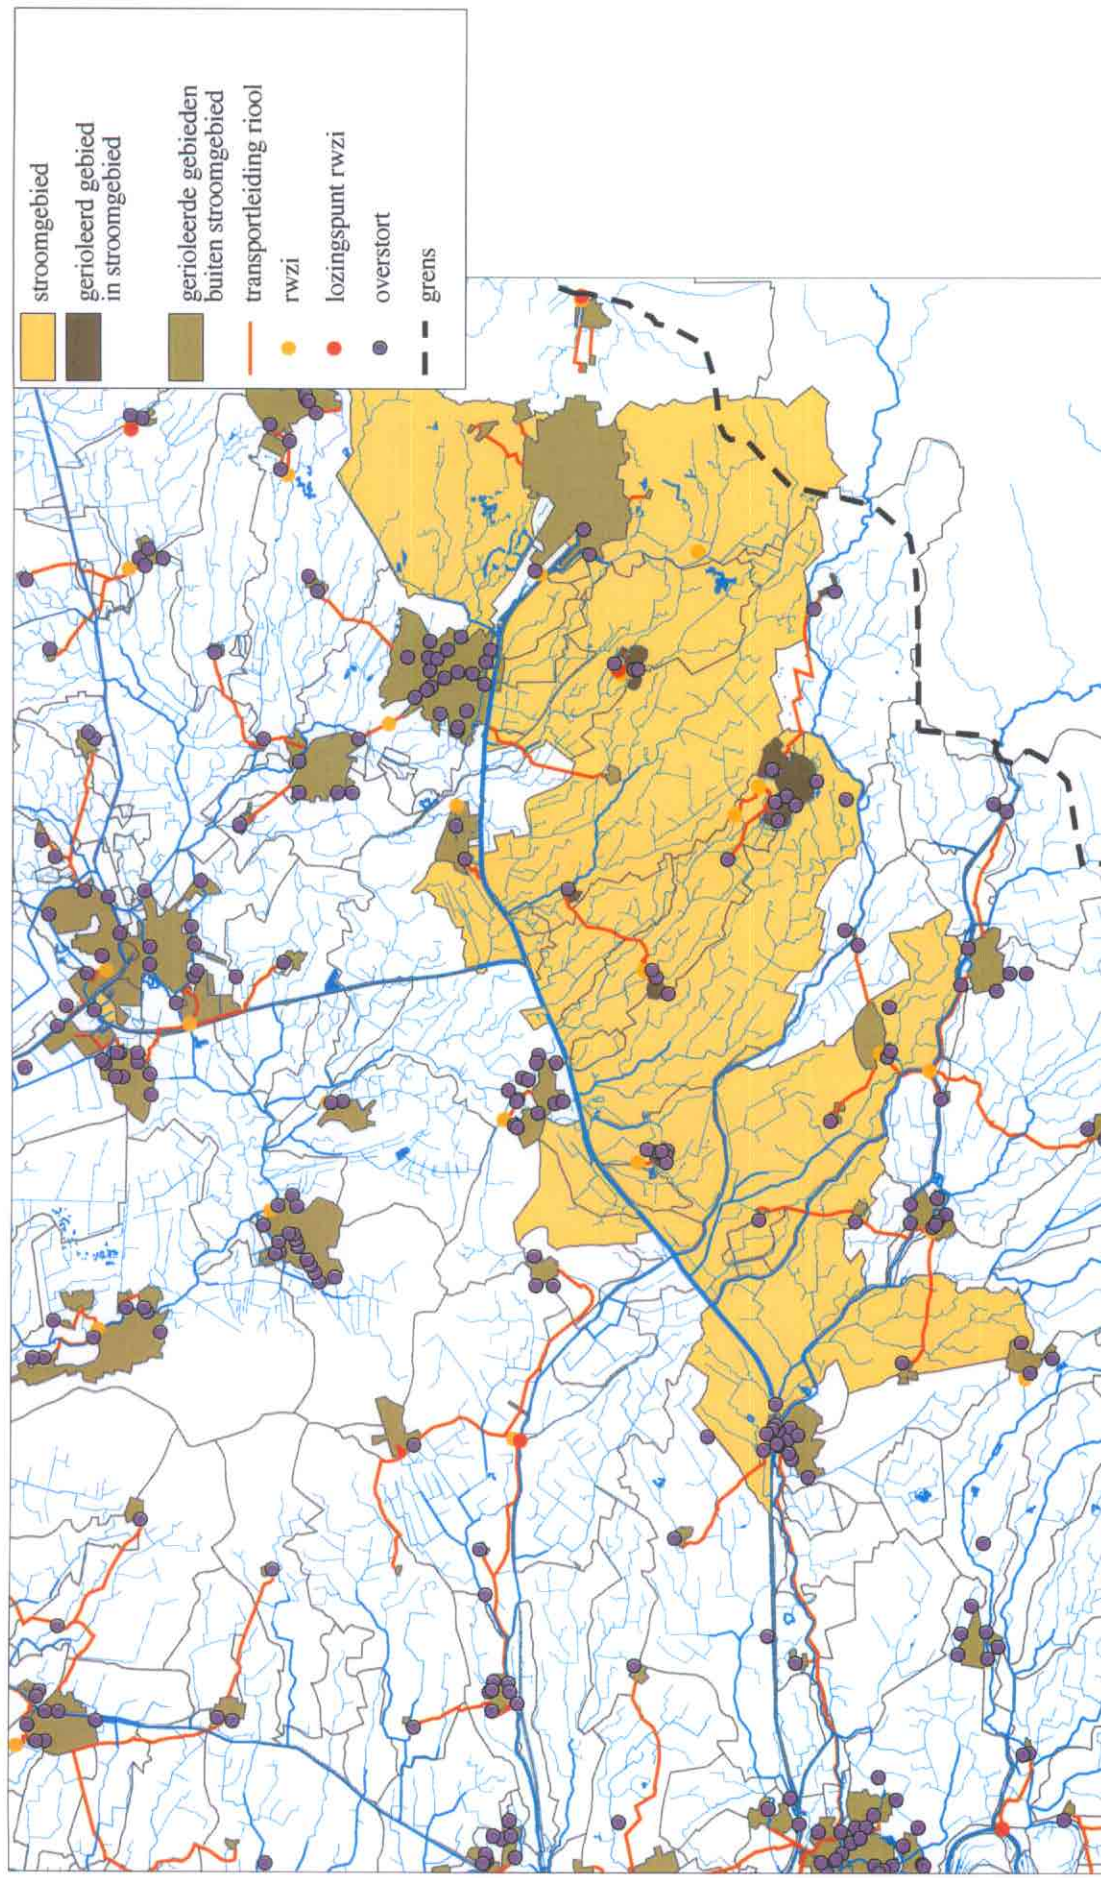 stroomgebied
gerioleerd gebied
in stroomgebied
gerioleerde gebieden
buiten stroomgebied
transportleiding riool
rwzi
lozingspunt rwzi
overstort
grens